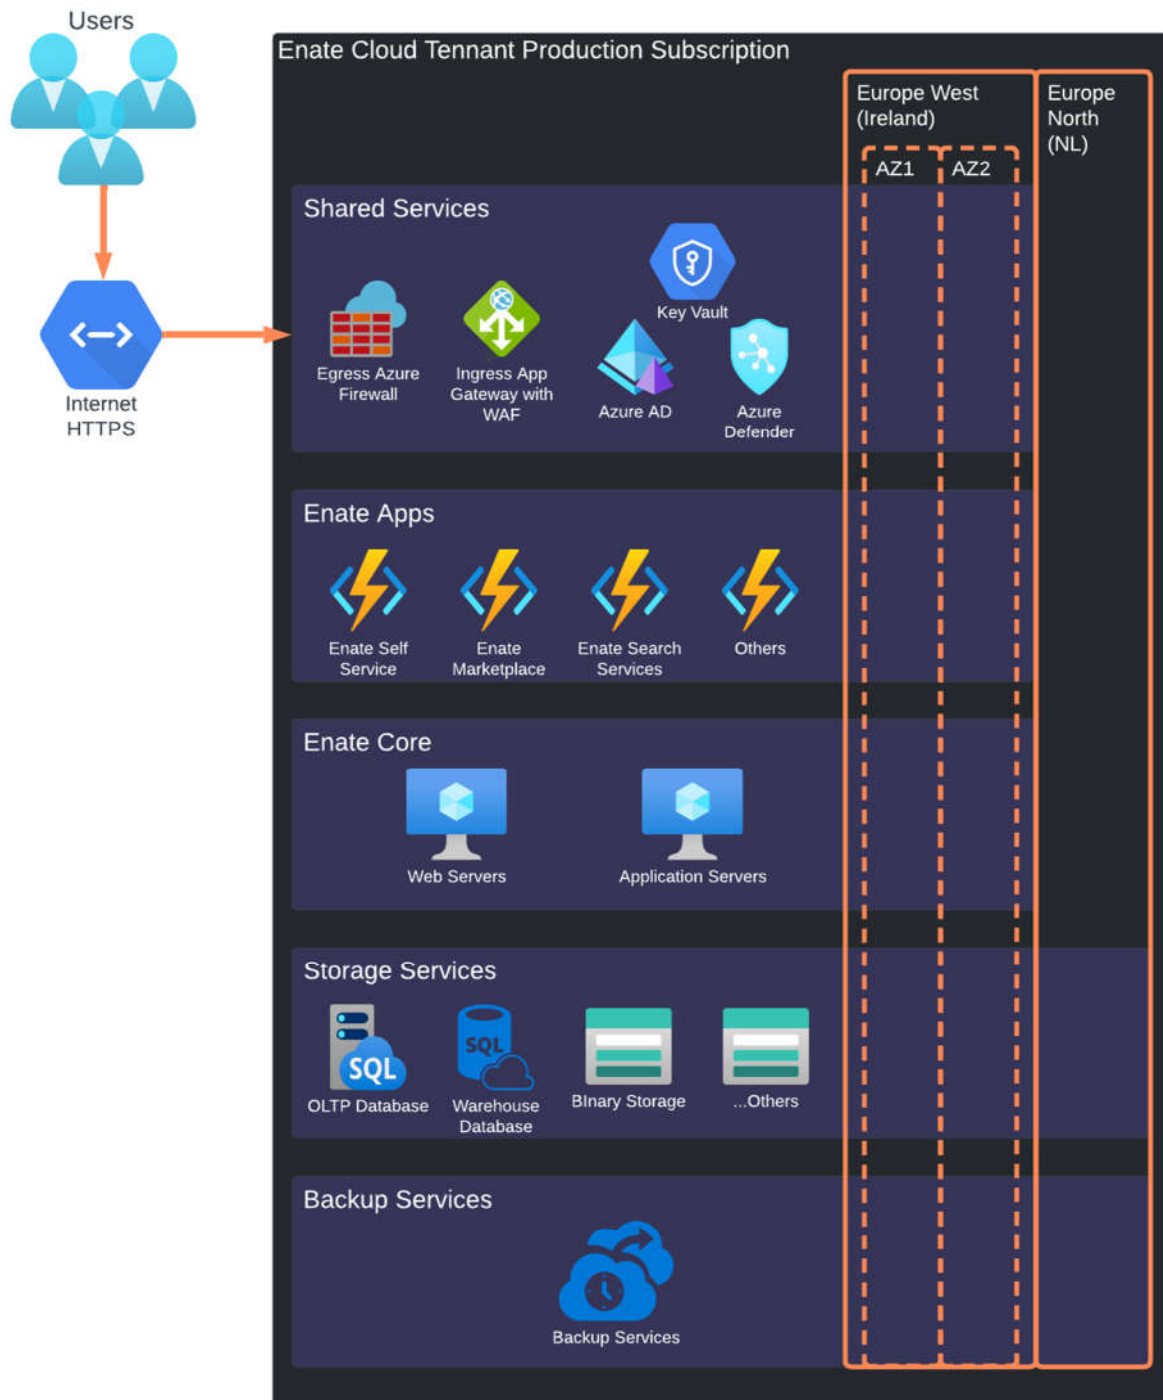 Users
Enate Cloud Tennant Production Subscription
Europe West
(Ireland)
Europe
North
(NL)
AZ1
AZ2
Shared Services
Key Vault
Egress Azure
Firewall
Ingress App
Gateway with
WAF
Azure AD
Azure
Defender
Internet
HTTPS
Enate Apps
Enate Self
Service
Enate
Marketplace
Enate Search
Services
Others
Enate Core
Web Servers
Application Servers
Storage Services
SQL
SQL
OLTP Database
Warehouse
Database
BInary Storage
...Others
Backup Services
Backup Services